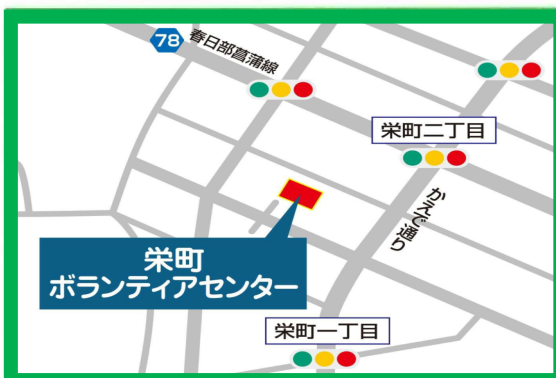 78
春日部菖蒲線
栄町二丁目
かえで通り
栄町
ボランティアセンター
栄町一丁目